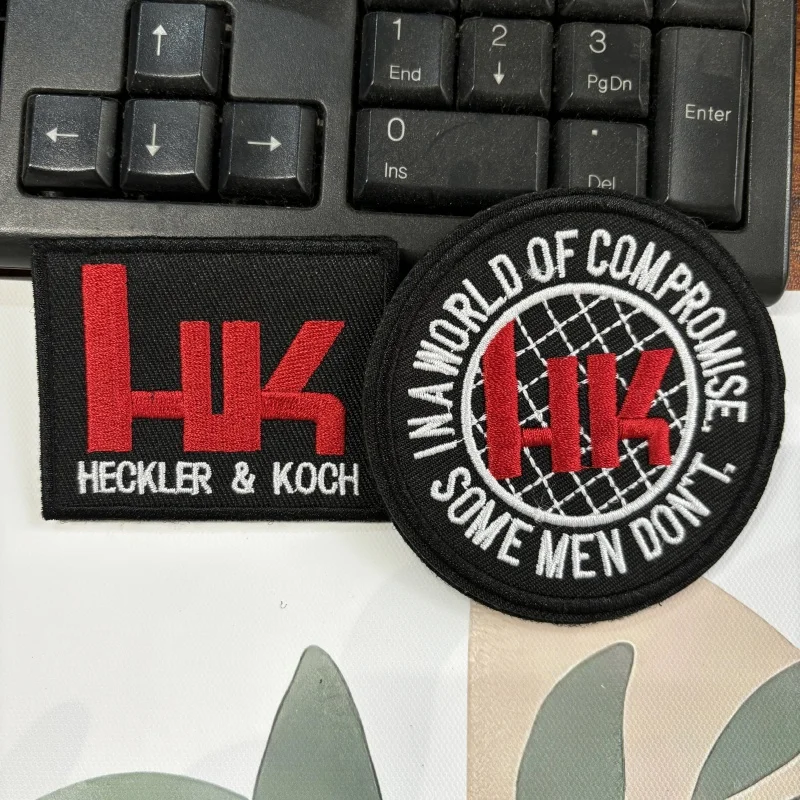 ↑
1
End
2
↓
3
PgDn
Enter
←
↓
→
0
Ins
.
Del
HK
HECKLER & KOCH
IN A WORLD OF COMPROMISE.
HK
SOME MEN DON'T.